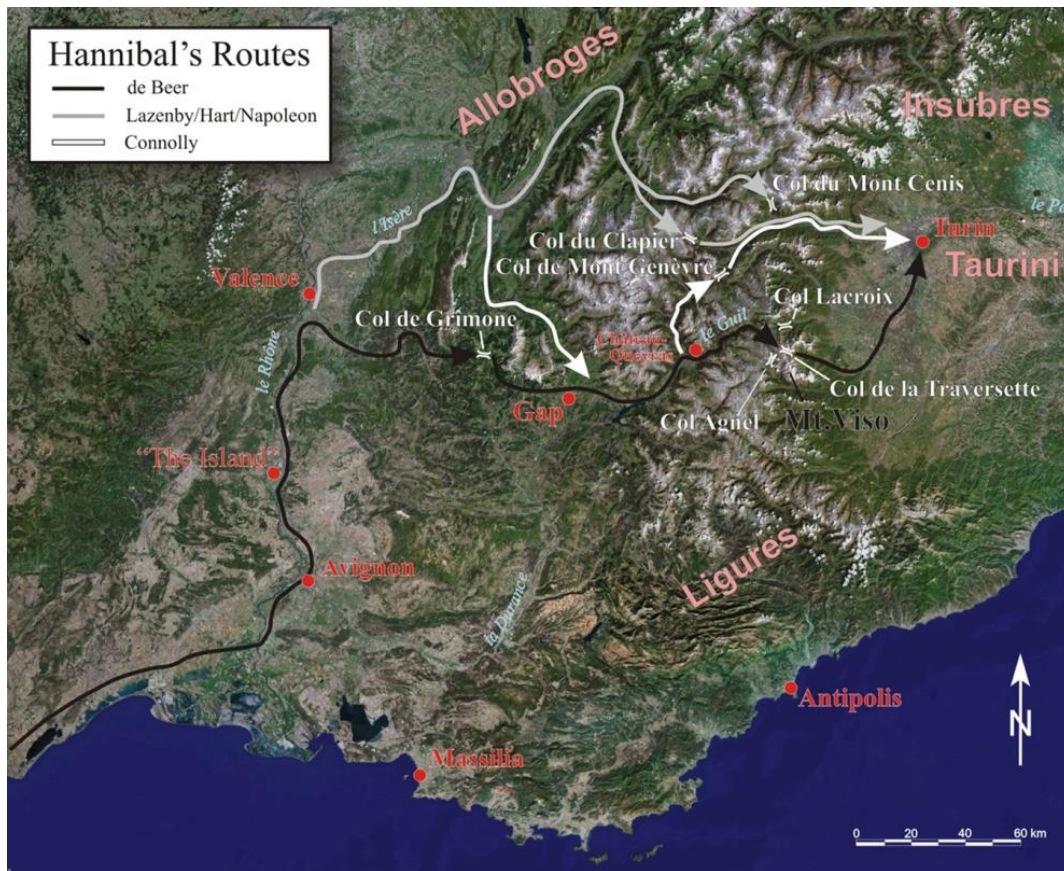 Hannibal's Routes
de Beer
Lazenby/Hart/Napoleon
Connolly
Allobroges
Insubres
Col du Mont Cenis
le Po
l'Isère
Turin
Col du Clapier
Taurini
Col de Mont Genèvre
Valence
Col Lacroix
Col de Grimone
le Guil
Château-
Queyras
le Rhône
Col de la Traversette
Gap
Col Agnel
Mt.Viso
"The Island"
Ligures
Avignon
la Durance
Antipolis
N
Massilia
0 20 40 60 km